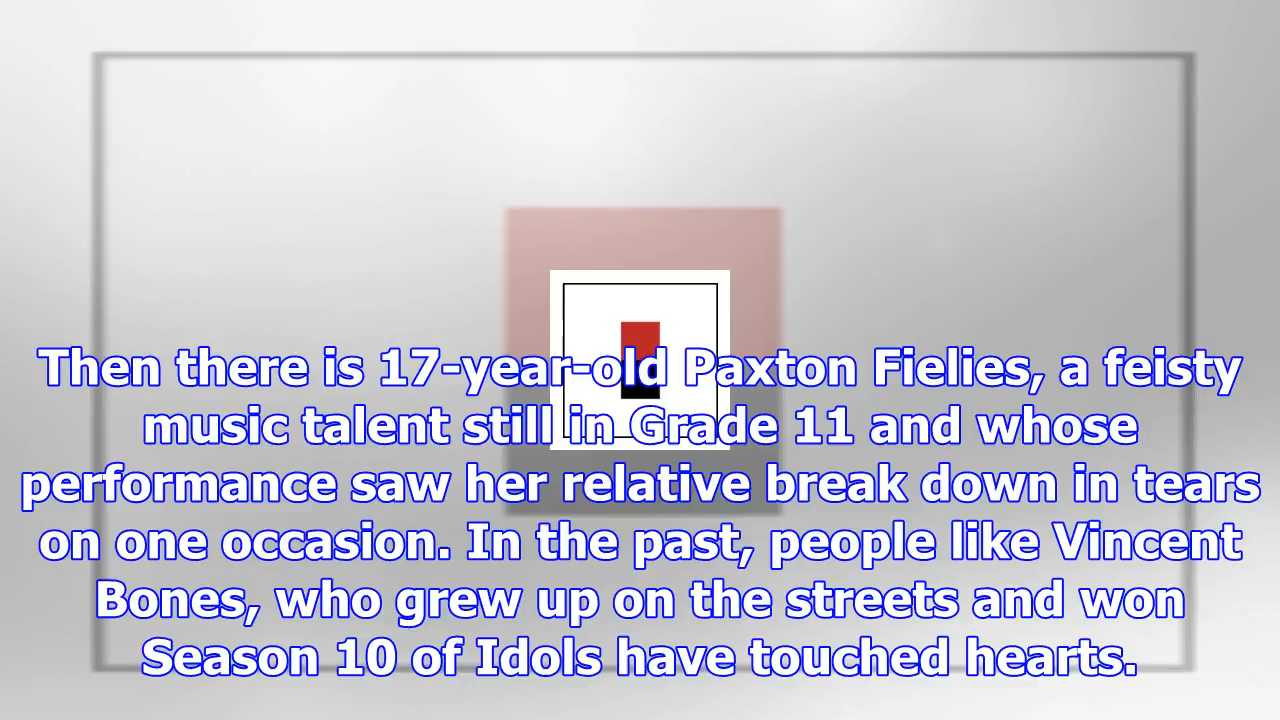 Then there is 17-year-old Paxton Fielies, a feisty
music talent still in Grade 11 and whose
performance saw her relative break down in tears
on one occasion. In the past, people like Vincent
Bones, who grew up on the streets and won
Season 10 of Idols have touched hearts.